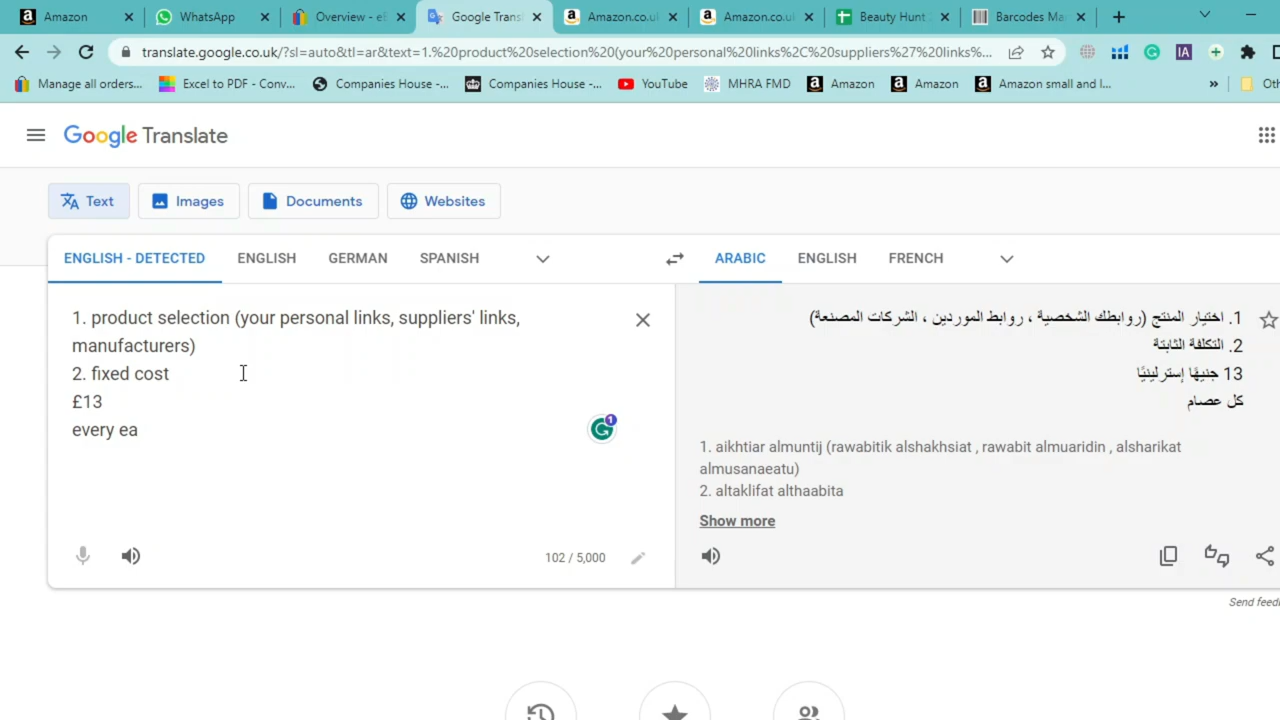 Amazon
WhatsApp
Overview - eB
Google Trans
Amazon.co.uk
Amazon.co.uk
Beauty Hunt
Barcodes Ma
translate.google.co.uk/?sl=auto&tl=ar&text=1.%20product%20selection%20(your%20personal%20links%2C%20suppliers%27%20links%...
Manage all orders...
Excel to PDF - Conv...
Companies House -...
Companies House -...
YouTube
MHRA FMD
Amazon
Amazon
Amazon small and l...
»
Oth
Google Translate
Text
Images
Documents
Websites
ENGLISH - DETECTED
ENGLISH
GERMAN
SPANISH
ARABIC
ENGLISH
FRENCH
1. product selection (your personal links, suppliers' links,
manufacturers)
2. fixed cost
£13
every ea
1
102 / 5,000
1. اختيار المنتج (روابطك الشخصية ، روابط الموردين ، الشركات المصنعة)
2. التكلفة الثابتة
13 جنيهًا إسترلينيًا
كل عصام
1. aikhtiar almuntij (rawabitik alshakhsiat , rawabit almuaridin , alsharikat
almusanaeatu)
2. altaklifat althaabita
Show more
Send feed